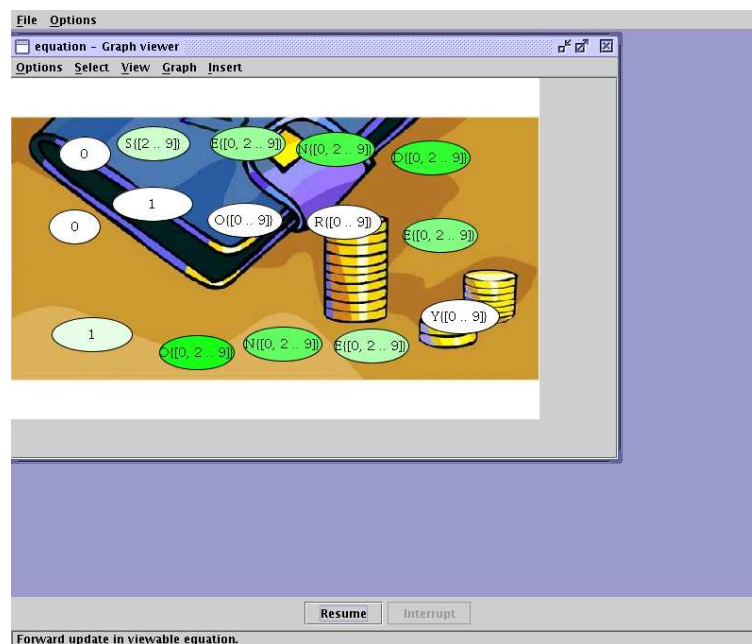 File Options
equation - Graph viewer
Options Select View Graph Insert
0 S{[2 .. 9]} E{[0, 2 .. 9]} N{[0, 2 .. 9]} D{[0, 2 .. 9]}
0 1 O{[0 .. 9]} R{[0 .. 9]} E{[0, 2 .. 9]}
1 O{[0, 2 .. 9]} N{[0, 2 .. 9]} E{[0, 2 .. 9]} Y{[0 .. 9]}
Resume Interrupt
Forward update in viewable equation.